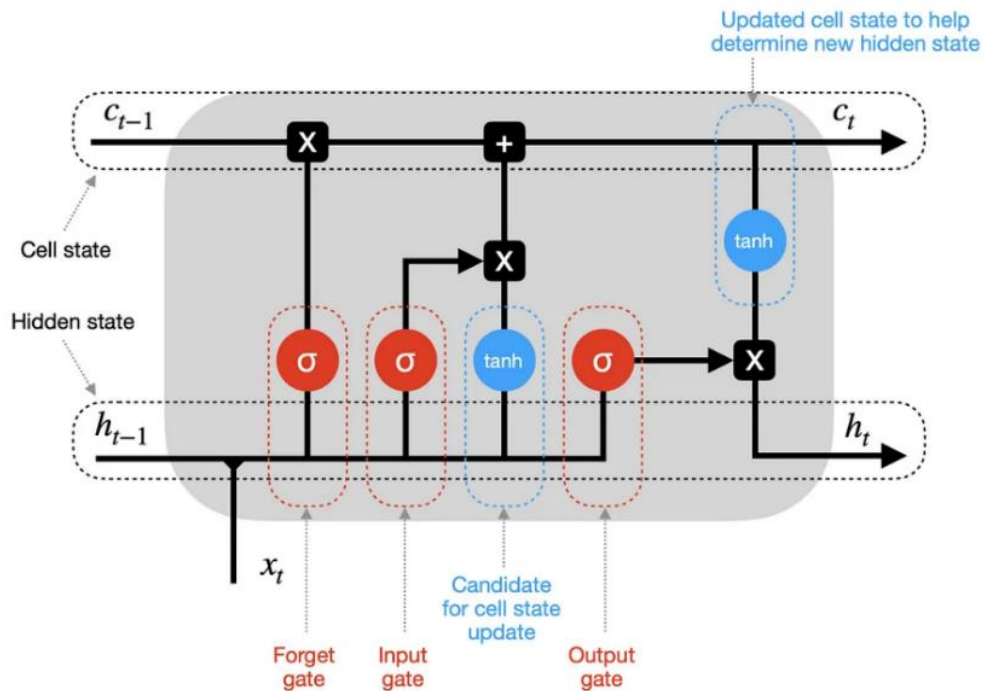 Updated cell state to help
determine new hidden state
c_{t-1}
c_t
X
+
Cell state
tanh
X
Hidden state
σ
σ
tanh
σ
X
h_{t-1}
h_t
x_t
Candidate
for cell state
update
Forget
gate
Input
gate
Output
gate